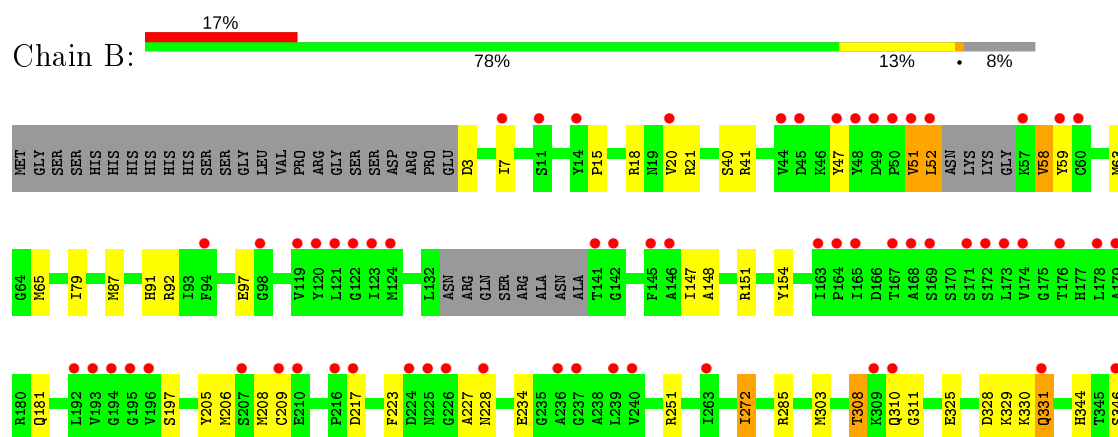 17%
Chain B:
78% 13% • 8%
MET GLY SER SER HIS HIS HIS HIS HIS HIS SER SER GLY LEU VAL PRO ARG GLY SER SER ASP ARG PRO GLU D3 I7 S11 Y14 P15 R18 N19 V20 R21 S40 R41 V44 D45 K46 Y47 Y48 D49 P50 V51 L52 ASN LYS LYS GLY K57 V58 Y59 C60 M63
G64 M65 I79 M87 H91 R92 I93 F94 E97 G98 V119 Y120 L121 G122 I123 M124 L132 ASN ARG GLN SER ARG ALA ASN ALA T141 G142 F145 A146 I147 A148 R151 Y154 I163 P164 I165 D166 T167 A168 S169 S170 S171 S172 L173 V174 G175 T176 H177 L178 A179
R180 Q181 L192 V193 G194 G195 V196 S197 Y205 M206 S207 M208 C209 E210 P216 D217 F223 D224 N225 G226 A227 N228 E234 G235 A236 G237 A238 L239 V240 R251 I263 I272 R285 M303 T308 K309 Q310 G311 E325 D328 K329 K330 Q331 H344 T345 K346